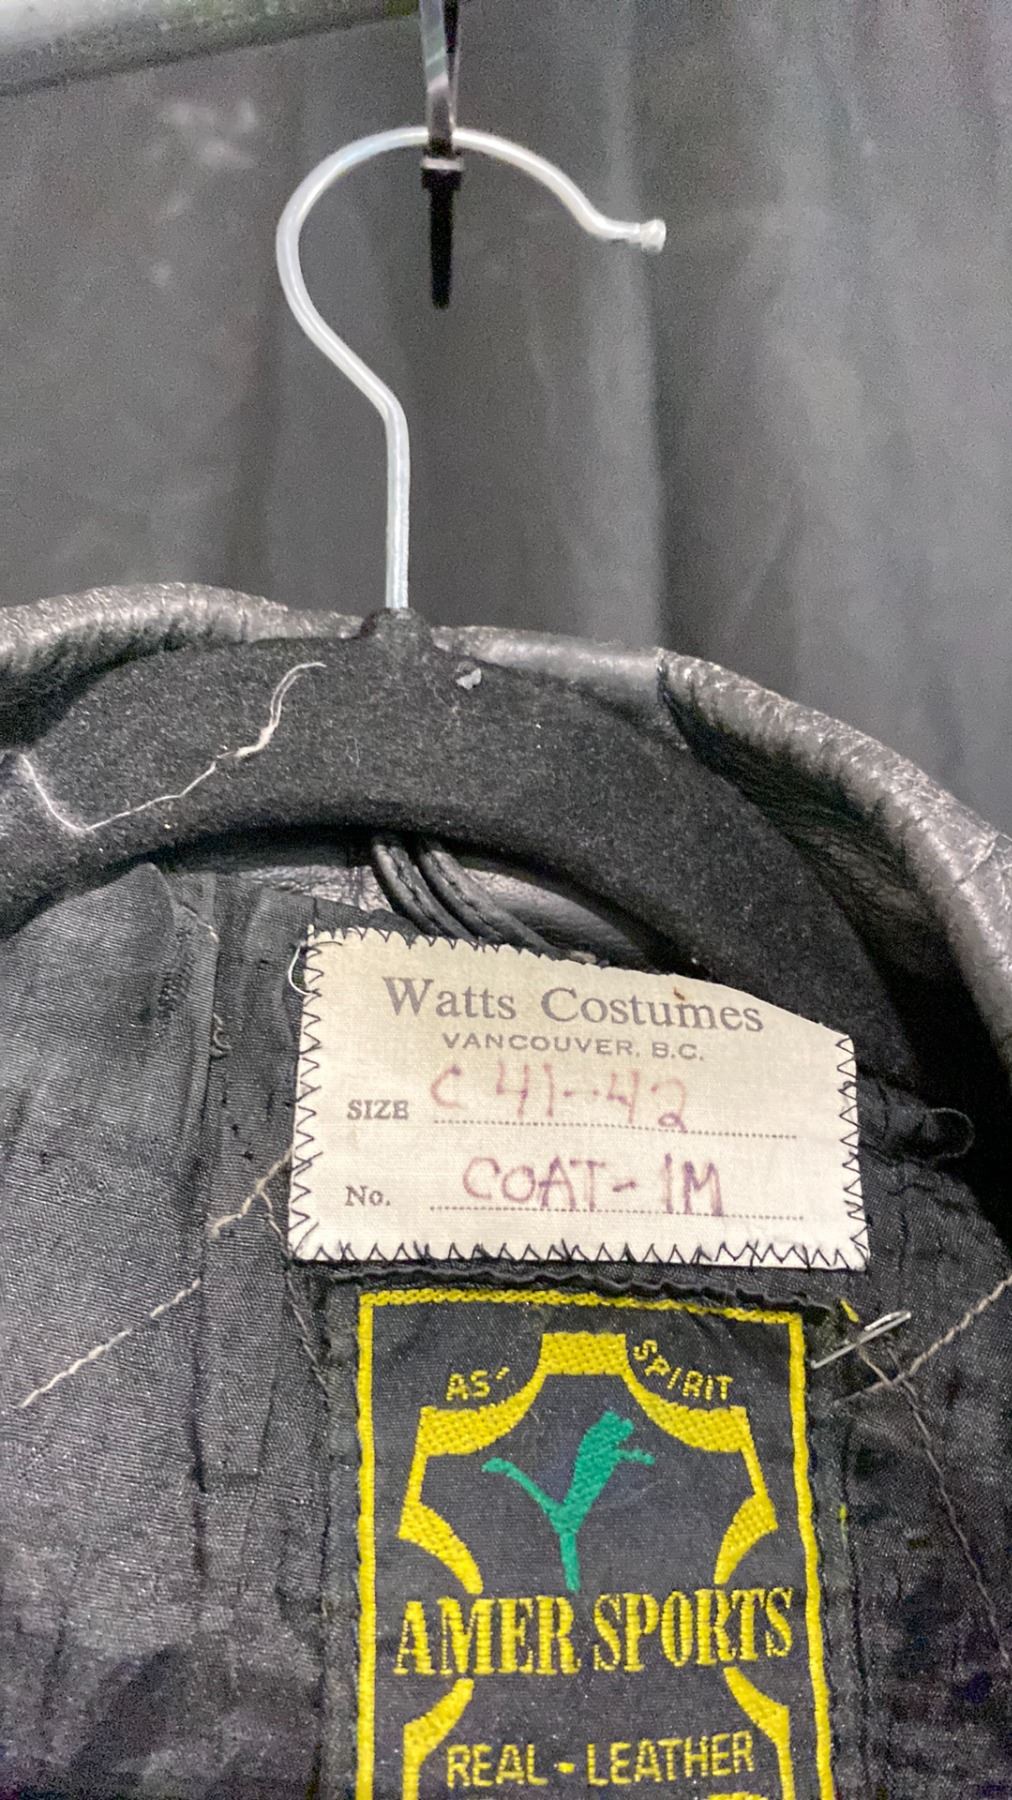 Watts Costumes
VANCOUVER, B.C.
SIZE C 41-42
No. COAT-1M
AS' SPIRIT
AMER SPORTS
REAL - LEATHER